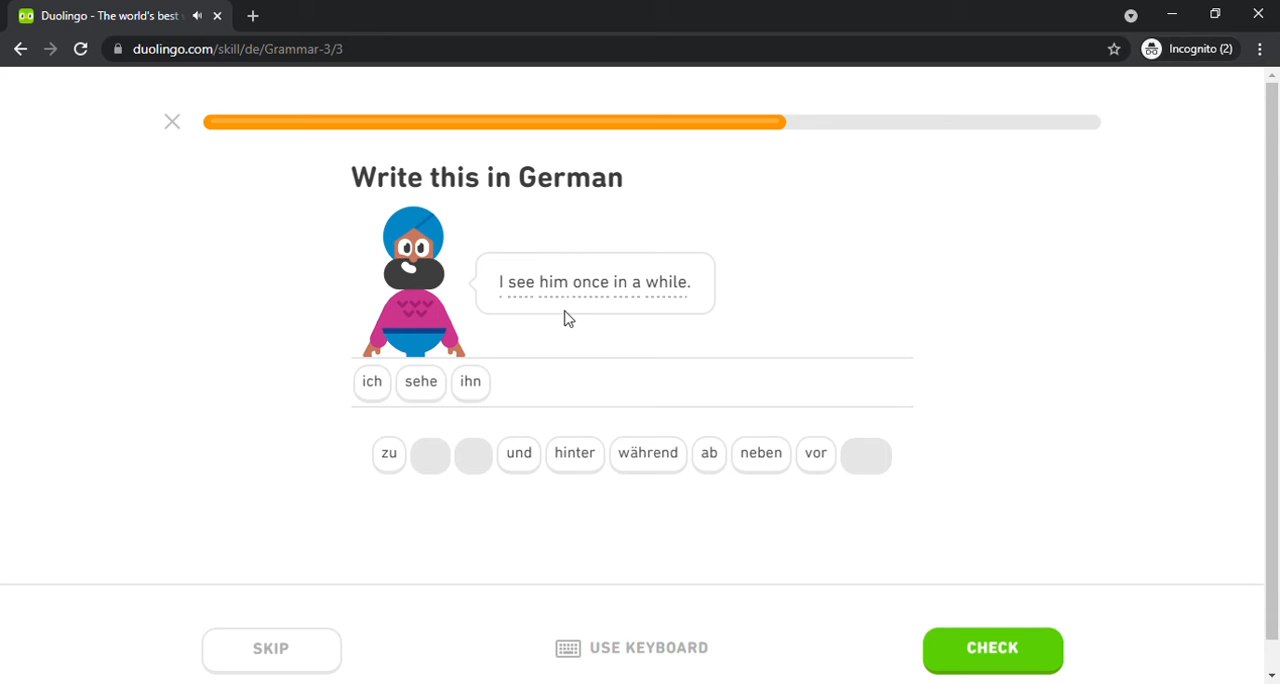 Duolingo - The world's best
duolingo.com/skill/de/Grammar-3/3
Incognito (2)
Write this in German
I see him once in a while.
ich sehe ihn
zu und hinter während ab neben vor
SKIP USE KEYBOARD CHECK